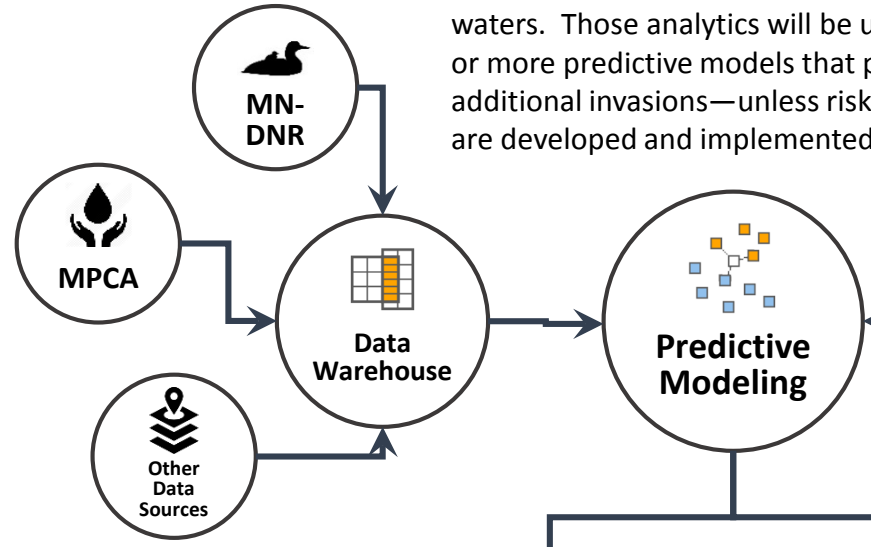 waters. Those analytics will be
or more predictive models that
additional invasions—unless risk
are developed and implemented
MN-
DNR
MPCA
Data
Warehouse
Predictive
Modeling
Other
Data
Sources